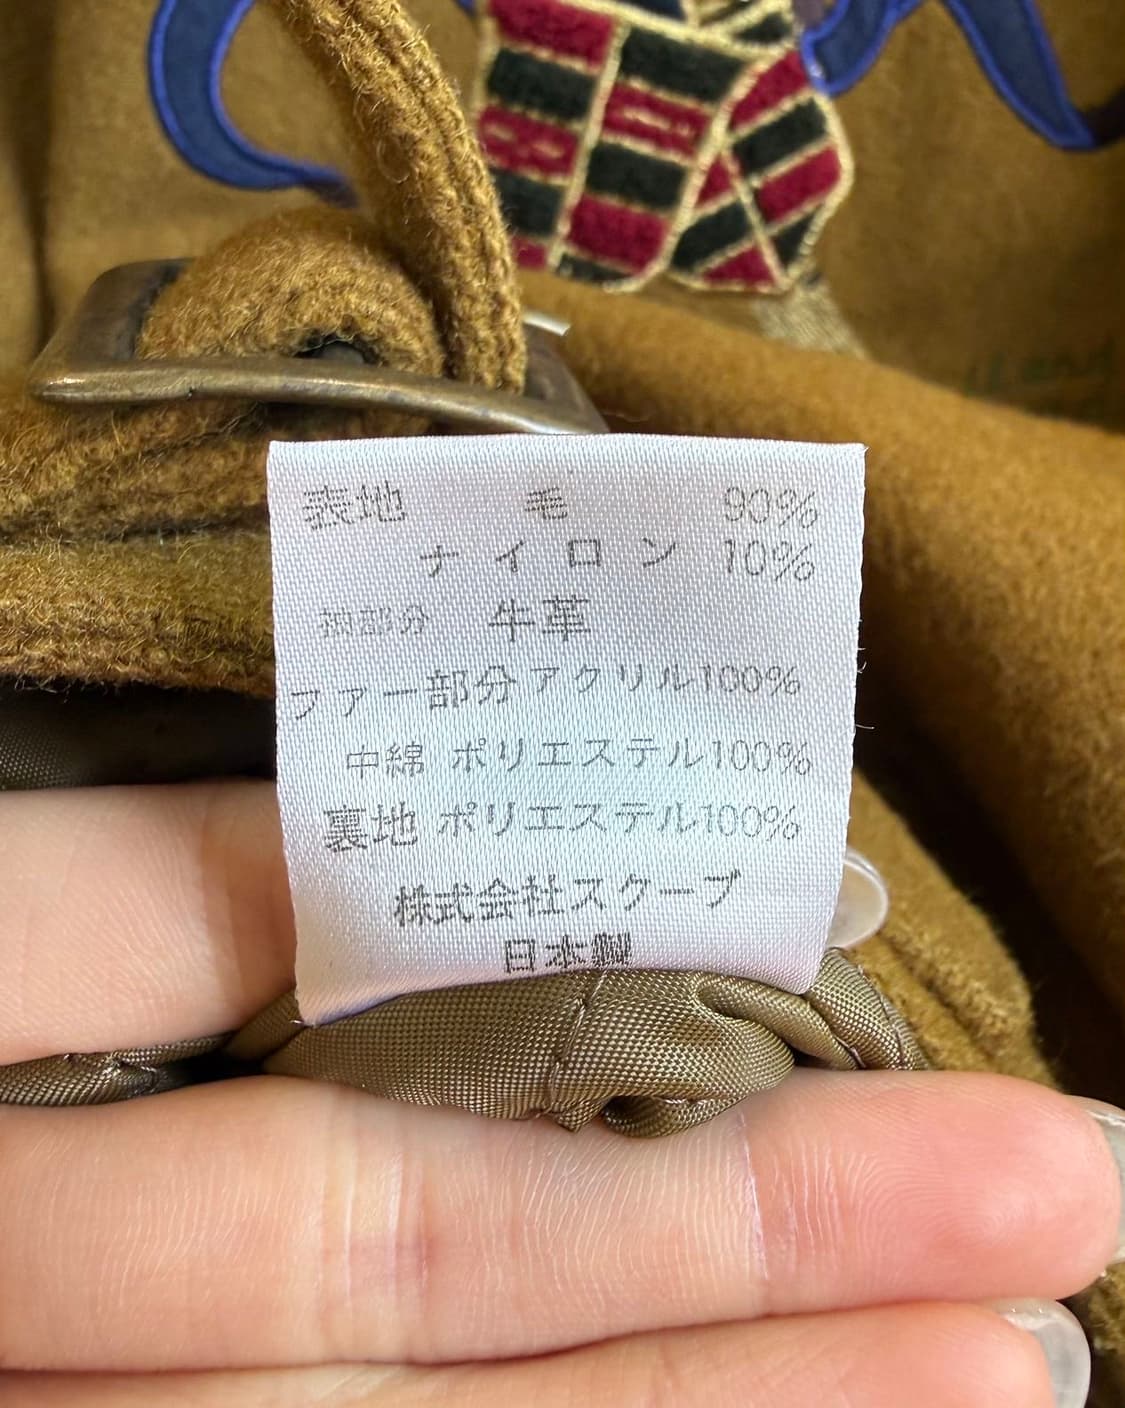 表地 毛 90%
ナイロン 10%
袖部分 牛革
ファー部分 アクリル100%
中綿 ポリエステル100%
裏地 ポリエステル100%
株式会社スクープ
日本製